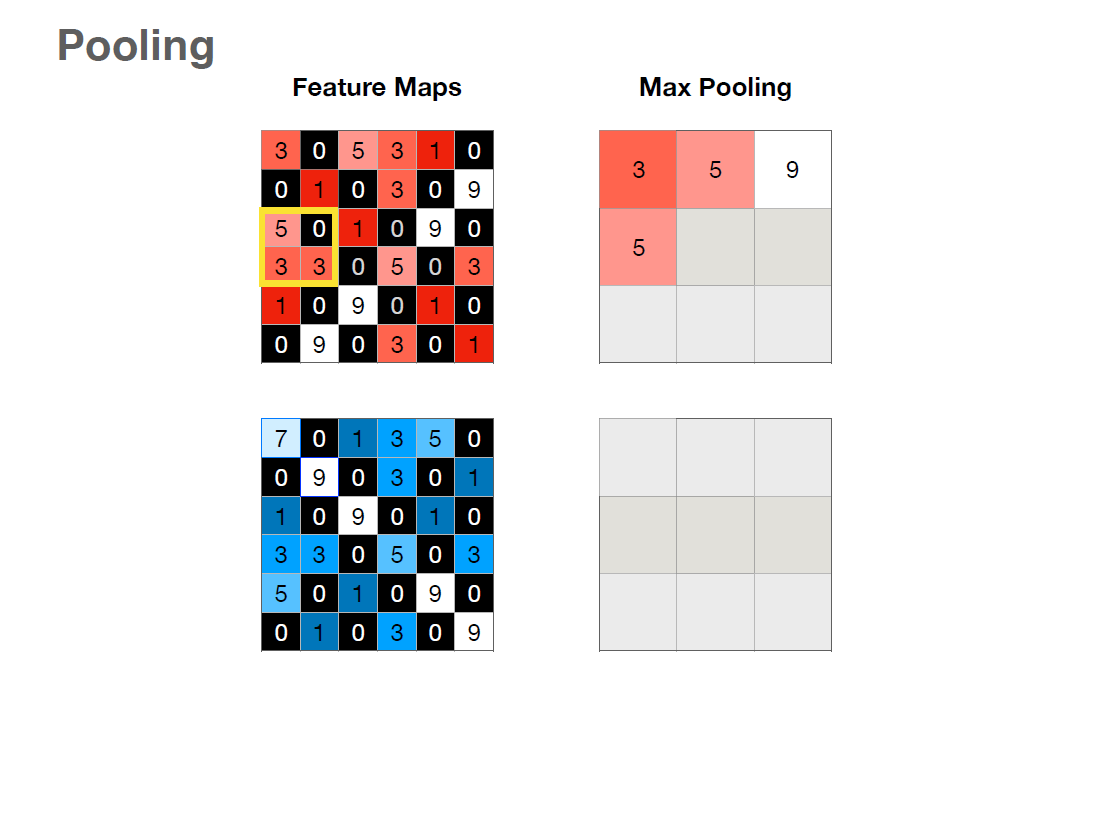 Pooling
Feature Maps
Max Pooling
3 0 5 3 1 0
0 1 0 3 0 9
5 0 1 0 9 0
3 3 0 5 0 3
1 0 9 0 1 0
0 9 0 3 0 1
3 5 9
5
7 0 1 3 5 0
0 9 0 3 0 1
1 0 9 0 1 0
3 3 0 5 0 3
5 0 1 0 9 0
0 1 0 3 0 9